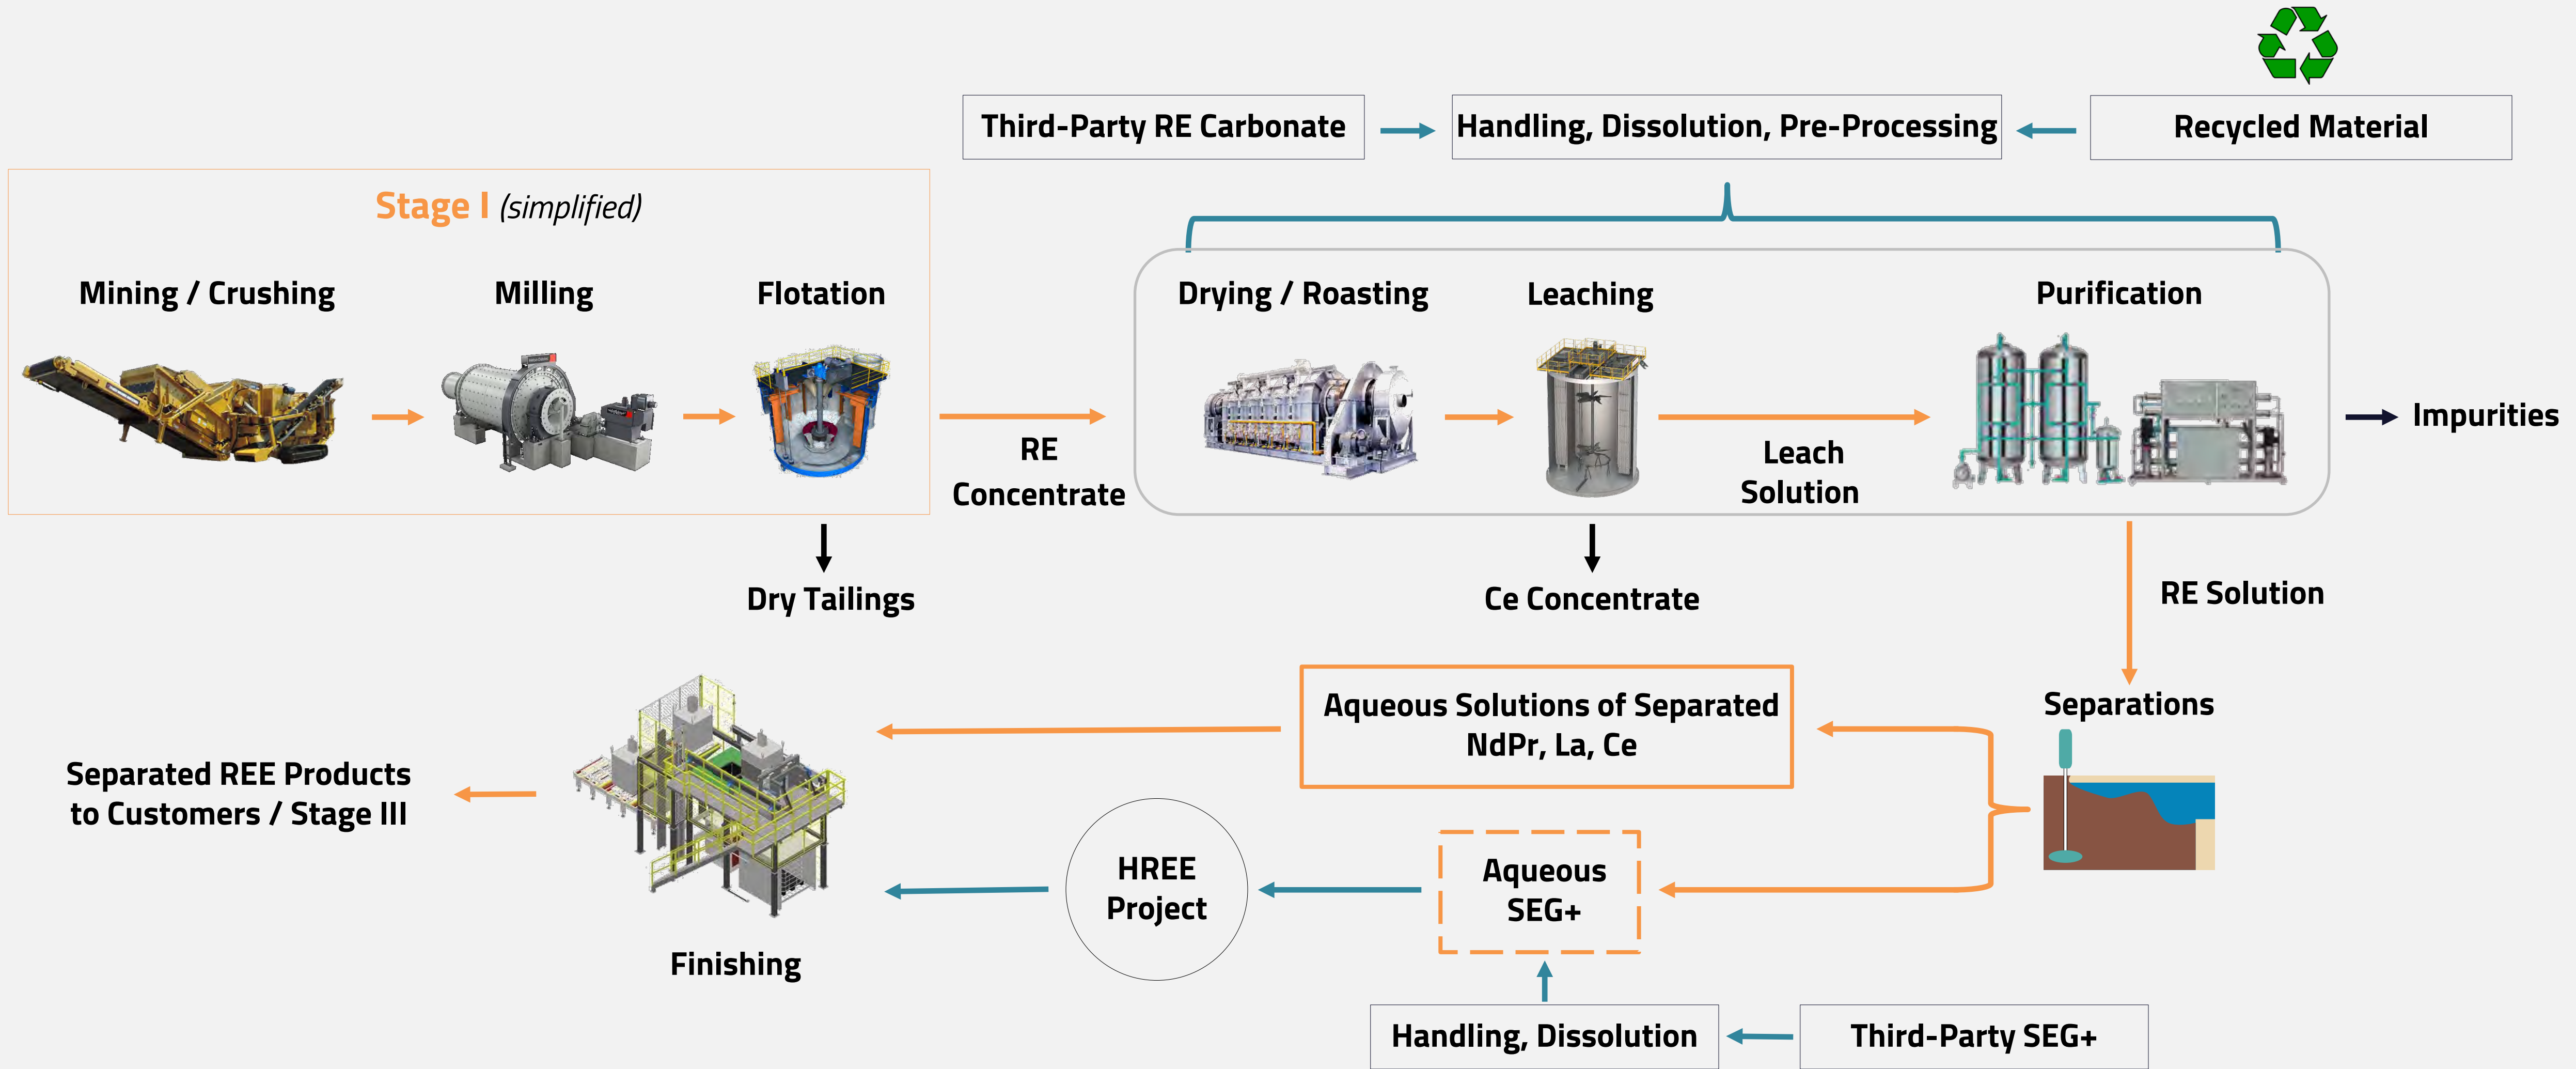 Third-Party RE Carbonate
Handling, Dissolution, Pre-Processing
Recycled Material
Stage I (simplified)
Mining / Crushing
Milling
Flotation
Drying / Roasting
Leaching
Purification
RE
Concentrate
Leach
Solution
Impurities
Dry Tailings
Ce Concentrate
RE Solution
Separations
Aqueous Solutions of Separated
NdPr, La, Ce
Separated REE Products
to Customers / Stage III
HREE
Project
Aqueous
SEG+
Finishing
Handling, Dissolution
Third-Party SEG+